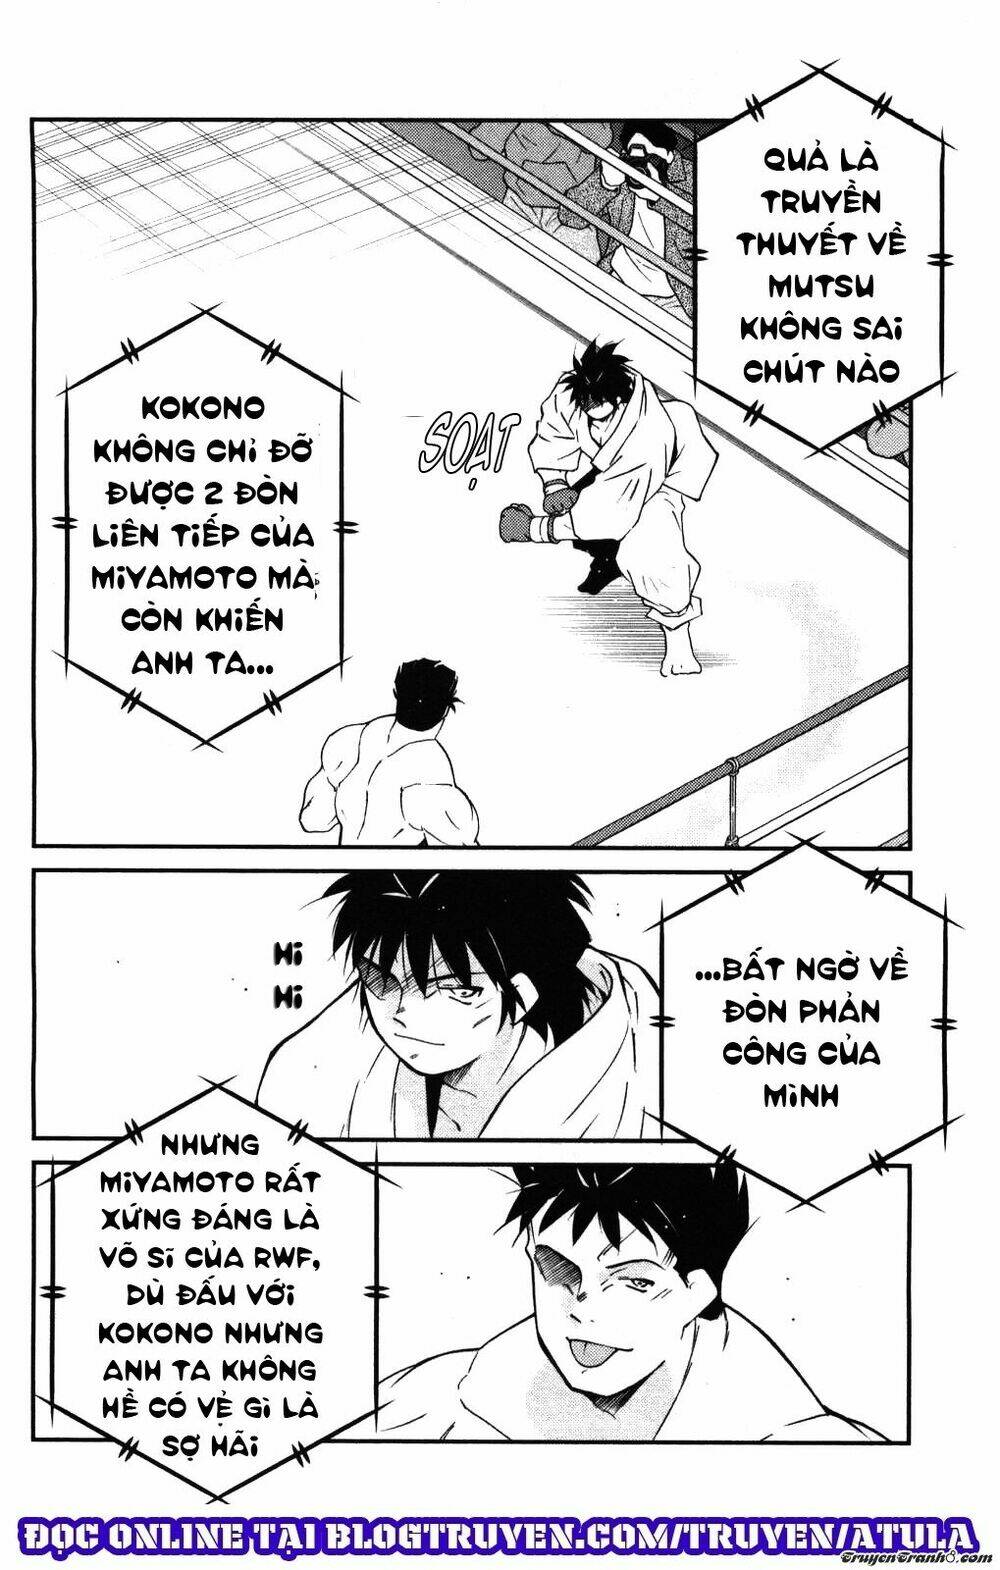 QUẢ LÀ
TRUYỀN
THUYẾT VỀ
MUTSU
KHÔNG SAI
CHÚT NÀO
KOKONO
KHÔNG CHỈ ĐỠ
ĐƯỢC 2 ĐÒN
LIÊN TIẾP CỦA
MIYAMOTO MÀ
CÒN KHIẾN
ANH TA...
SOẠT
...BẤT NGỜ VỀ
ĐÒN PHẢN
CÔNG CỦA
MÌNH
HI
HI
NHƯNG
MIYAMOTO RẤT
XỨNG ĐÁNG LÀ
VÕ SĨ CỦA RWF,
DÙ ĐẤU VỚI
KOKONO NHƯNG
ANH TA KHÔNG
HỀ CÓ VẺ GÌ LÀ
SỢ HÃI
ĐỌC ONLINE TẠI BLOGTRUYEN.COM/TRUYEN/ATULA
TruyenTranh8.com